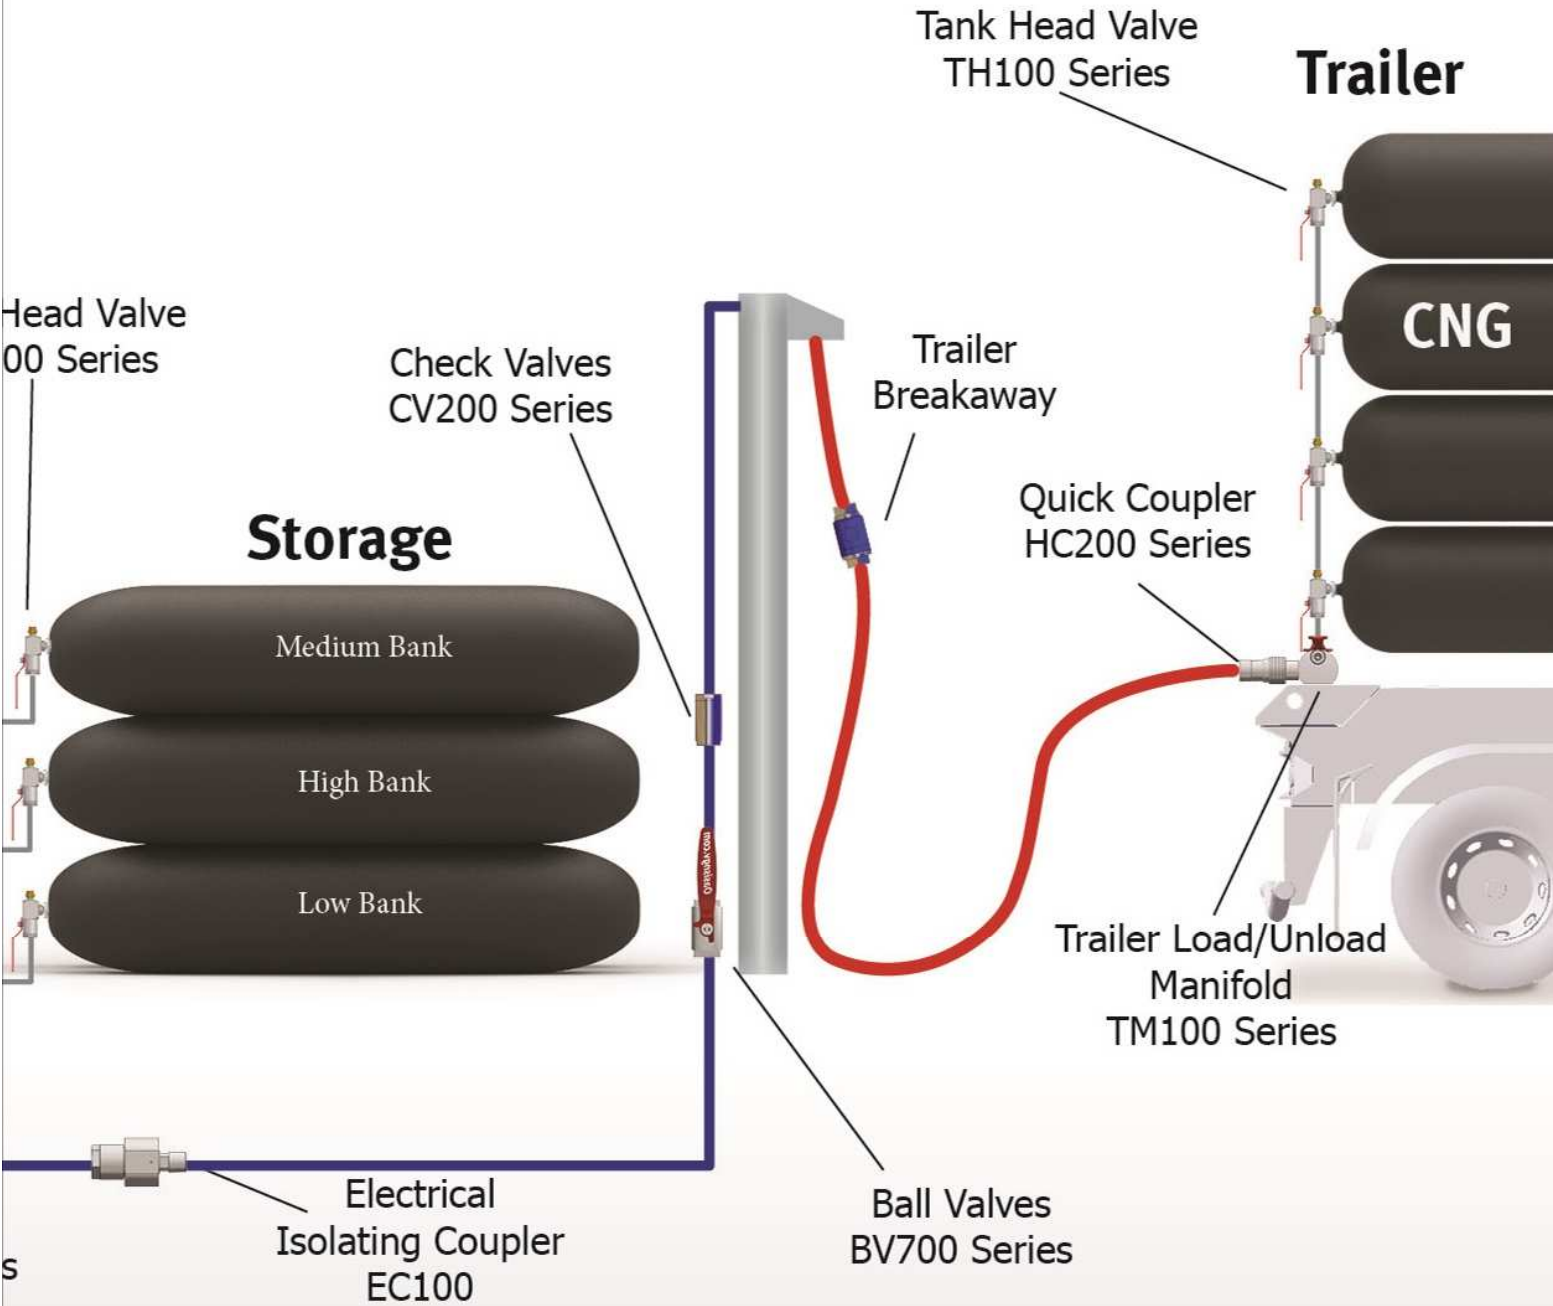 Tank Head Valve
TH100 Series
Trailer
CNG
Head Valve
00 Series
Check Valves
CV200 Series
Trailer
Breakaway
Quick Coupler
HC200 Series
Storage
Medium Bank
High Bank
Low Bank
Trailer Load/Unload
Manifold
TM100 Series
Electrical
Isolating Coupler
EC100
Ball Valves
BV700 Series
s